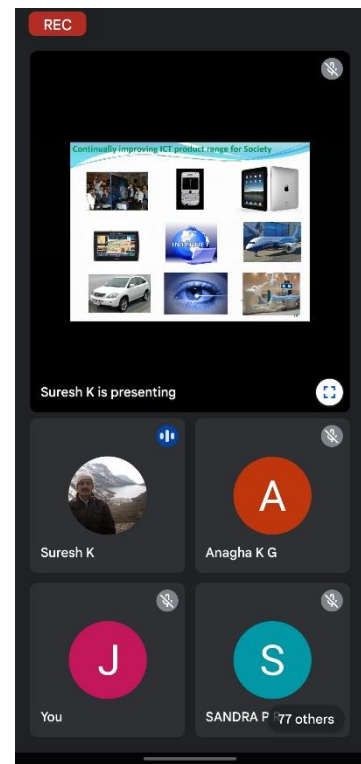 REC
Continually improving ICT product range for Society
INTERNET
Suresh K is presenting
A
Suresh K
Anagha K G
J
S
You
SANDRA P
77 others